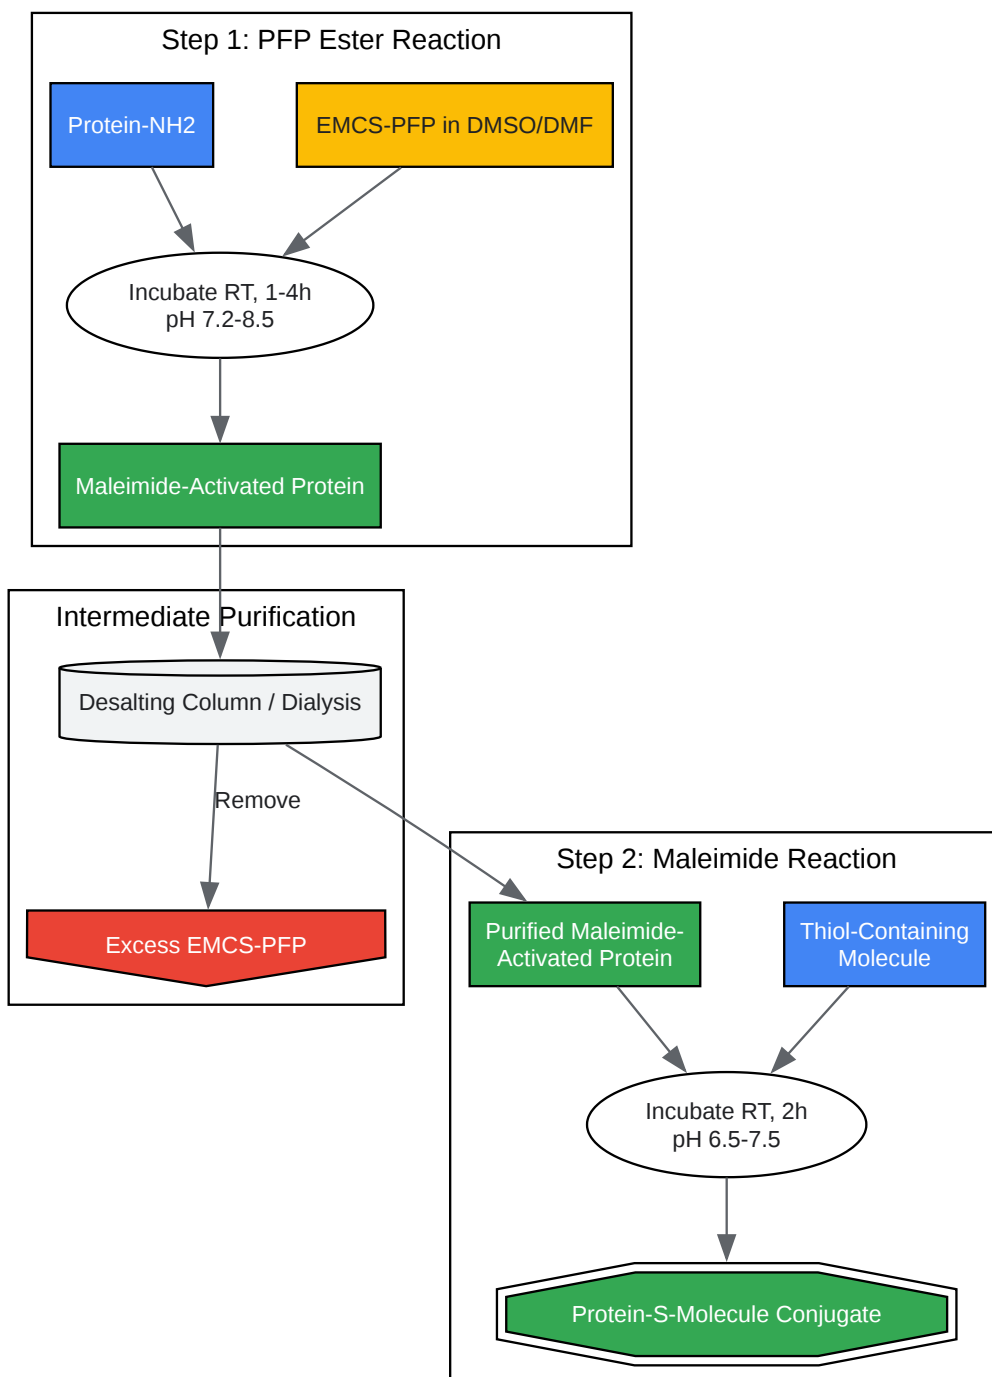 Step 1: PFP Ester Reaction
Protein-NH2
EMCS-PFP in DMSO/DMF
Incubate RT, 1-4h
pH 7.2-8.5
Maleimide-Activated Protein
Intermediate Purification
Desalting Column / Dialysis
Remove
Excess EMCS-PFP
Step 2: Maleimide Reaction
Purified Maleimide-
Activated Protein
Thiol-Containing
Molecule
Incubate RT, 2h
pH 6.5-7.5
Protein-S-Molecule Conjugate